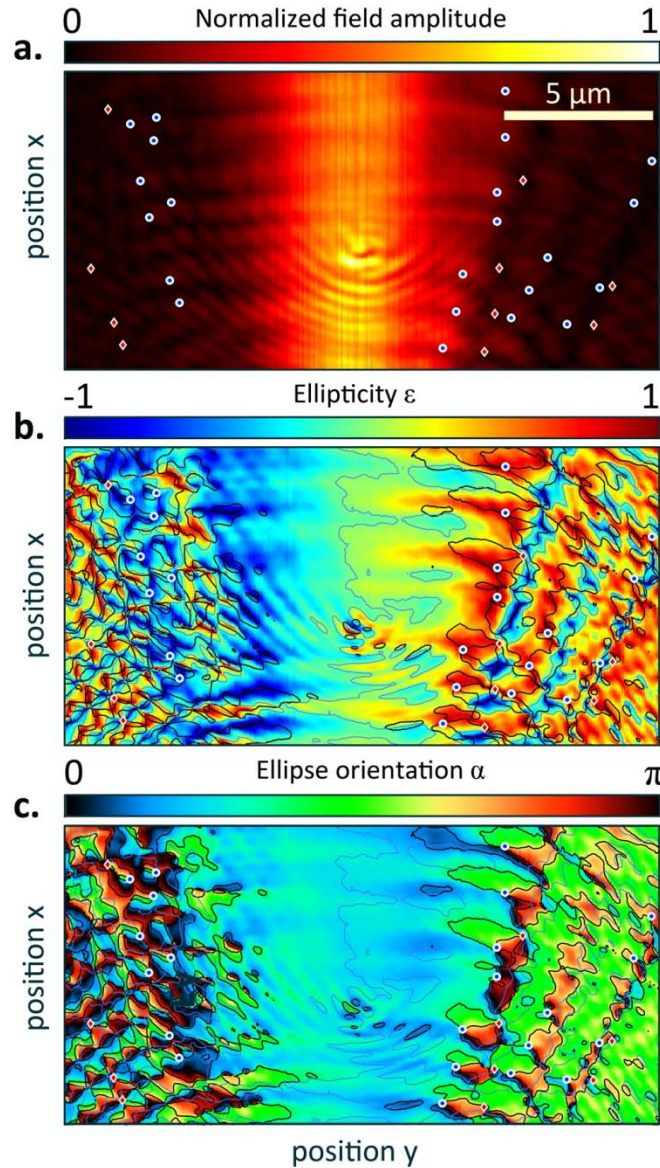 0 Normalized field amplitude 1
a.
5 µm
position x
-1 Ellipticity ε 1
b.
position x
0 Ellipse orientation α π
c.
position x
position y